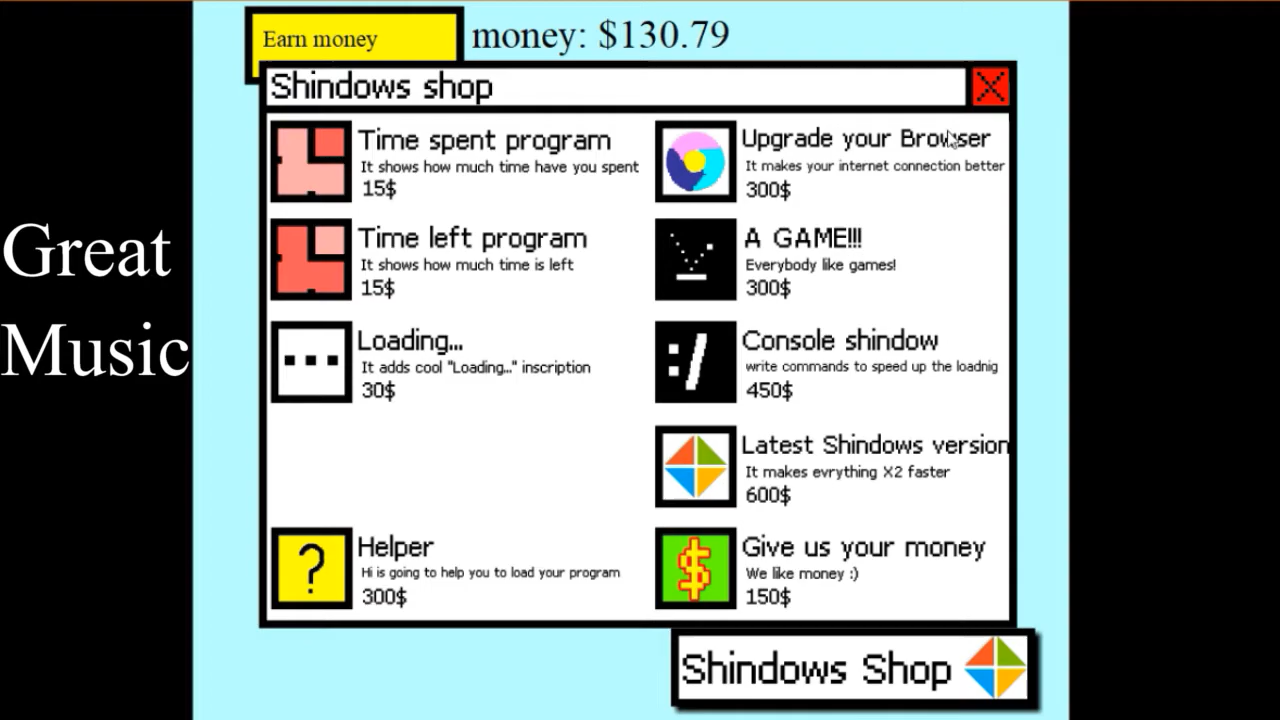 Earn money
money: $130.79
Shindows shop
Time spent program
It shows how much time have you spent
15$
Time left program
It shows how much time is left
15$
Loading...
It adds cool "Loading..." inscription
30$
Helper
Hi is going to help you to load your program
300$
Upgrade your Browser
It makes your internet connection better
300$
A GAME!!!
Everybody like games!
300$
:/
Console shindow
write commands to speed up the loadnig
450$
Latest Shindows version
It makes evrything X2 faster
600$
Give us your money
We like money :)
150$
Great
Music
Shindows Shop